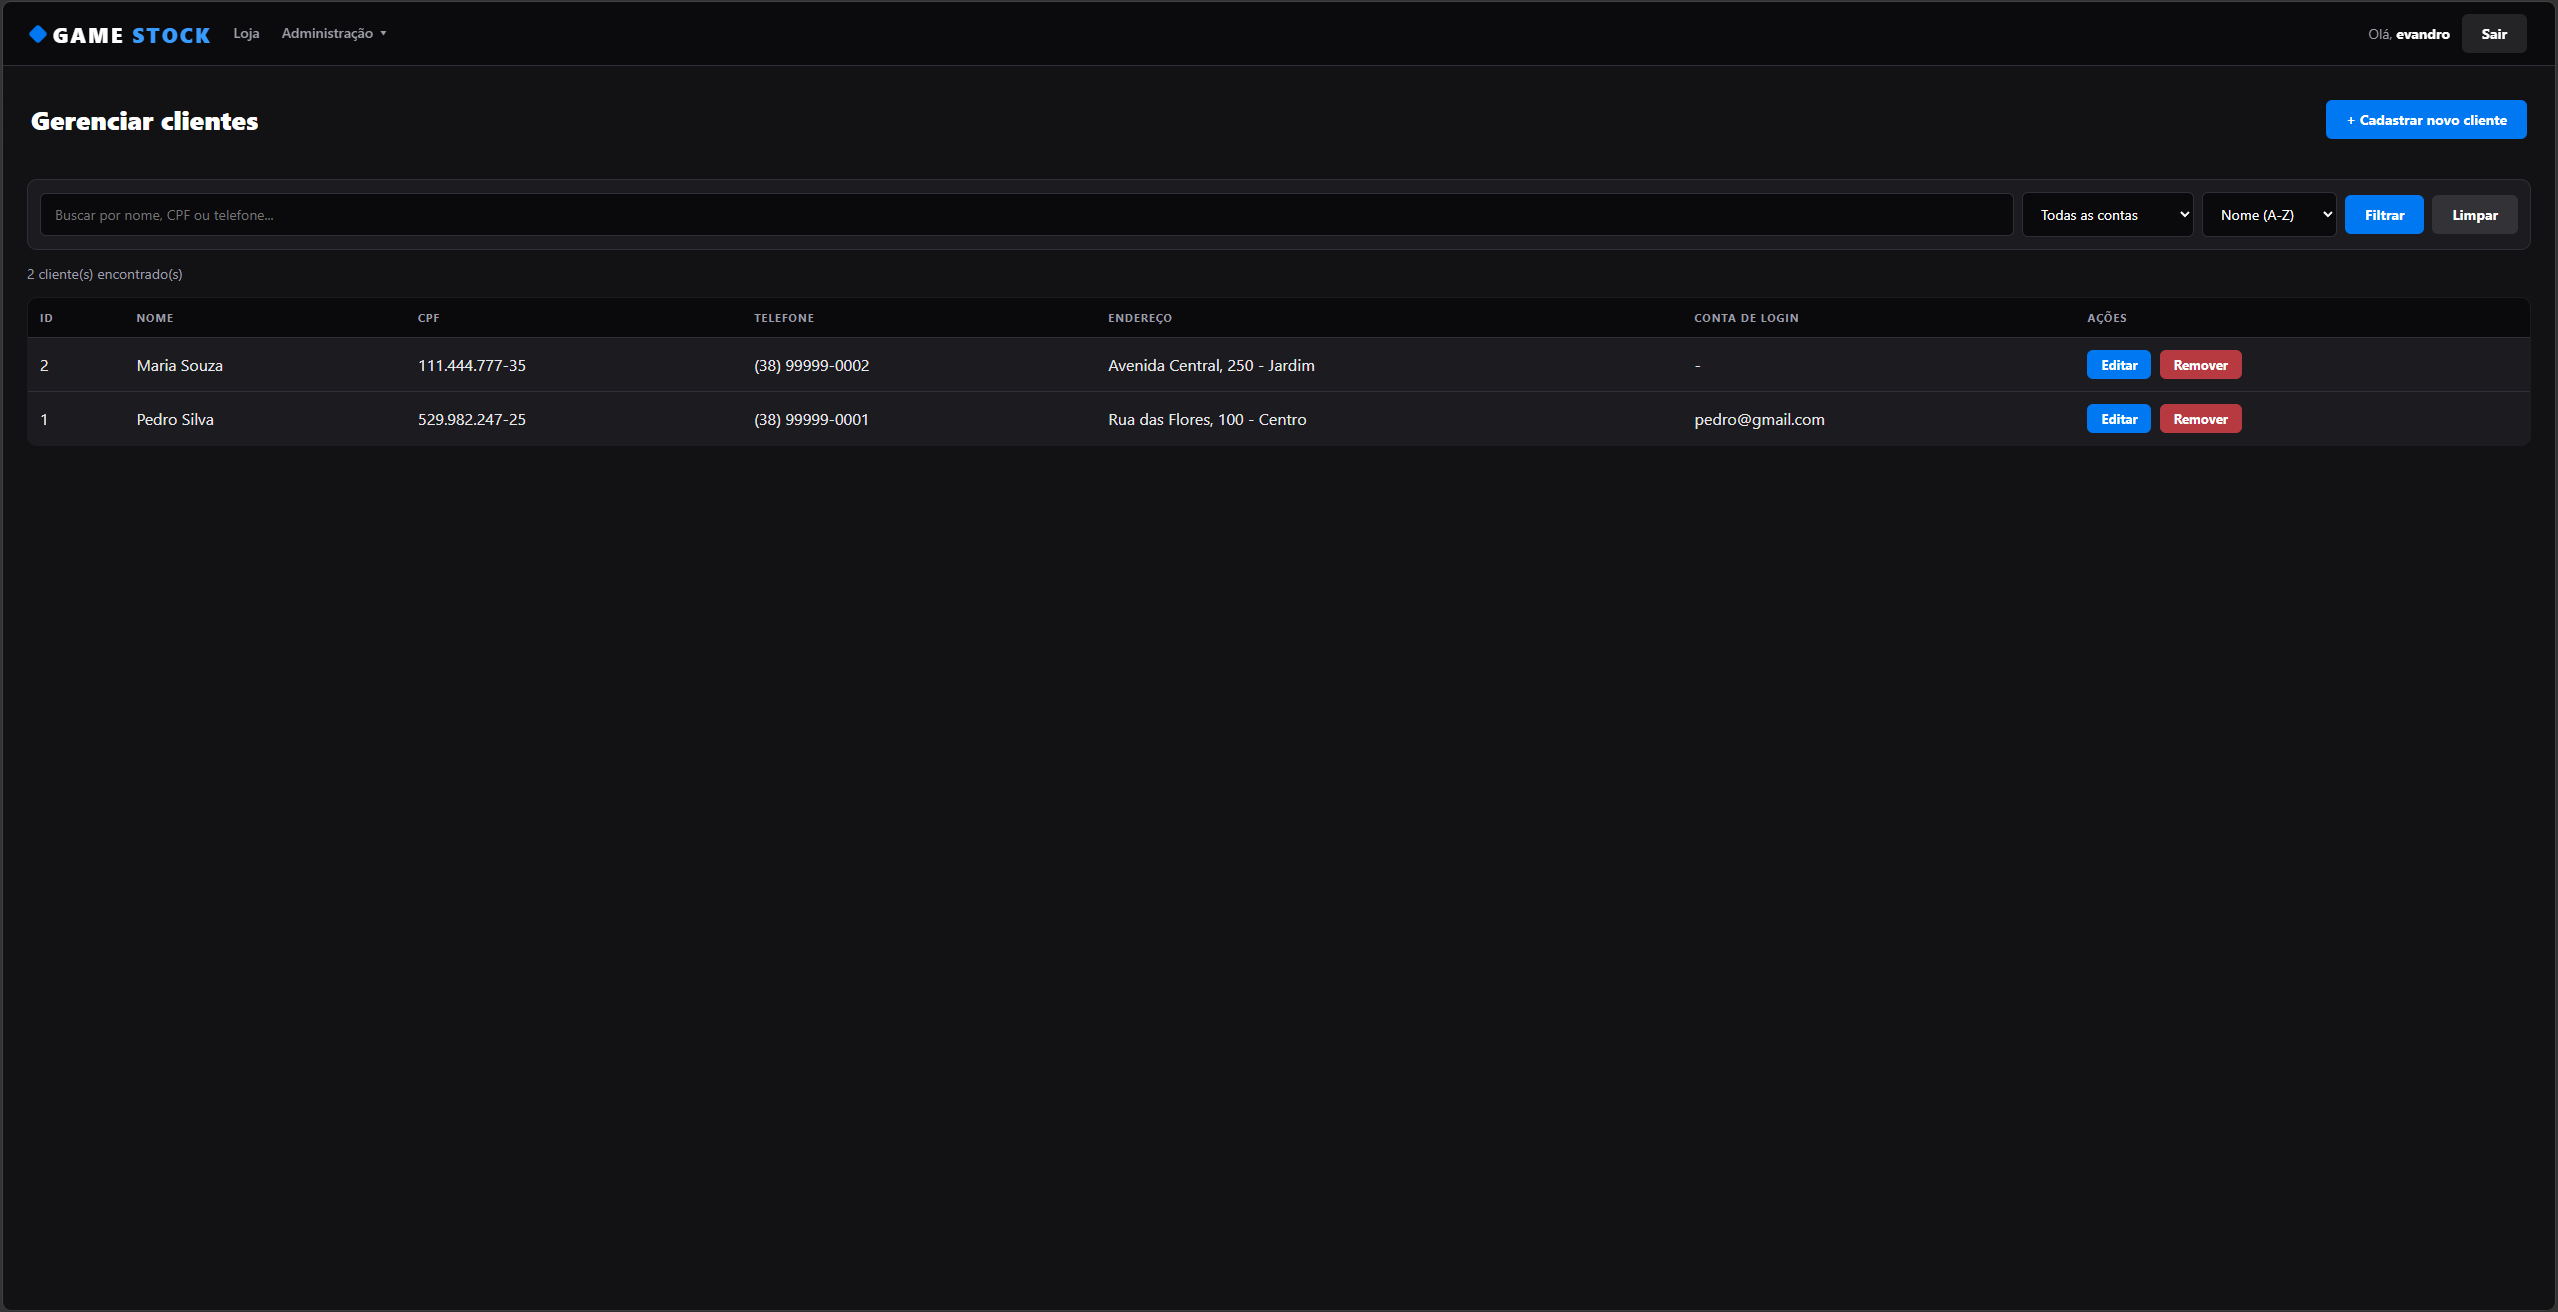 GAME STOCK Loja Administração ▾ Olá, evandro Sair
Gerenciar clientes + Cadastrar novo cliente
Buscar por nome, CPF ou telefone... Todas as contas Nome (A-Z) Filtrar Limpar
2 cliente(s) encontrado(s)
ID NOME CPF TELEFONE ENDEREÇO CONTA DE LOGIN AÇÕES
2 Maria Souza 111.444.777-35 (38) 99999-0002 Avenida Central, 250 - Jardim - Editar Remover
1 Pedro Silva 529.982.247-25 (38) 99999-0001 Rua das Flores, 100 - Centro pedro@gmail.com Editar Remover